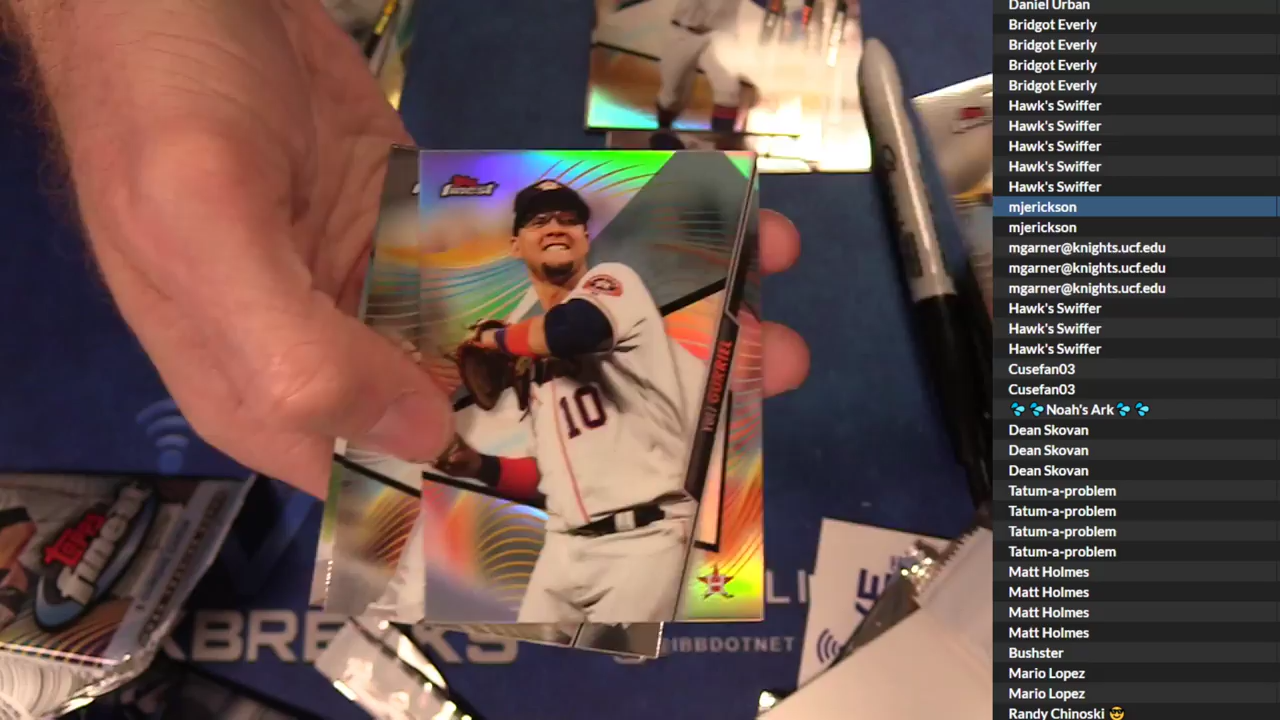 Daniel Urban
Bridgot Everly
Bridgot Everly
Bridgot Everly
Bridgot Everly
Hawk's Swiffer
Hawk's Swiffer
Hawk's Swiffer
Hawk's Swiffer
Hawk's Swiffer
mjerickson
mjerickson
mgarner@knights.ucf.edu
mgarner@knights.ucf.edu
mgarner@knights.ucf.edu
Hawk's Swiffer
Hawk's Swiffer
Hawk's Swiffer
Cusefan03
Cusefan03
💦💦Noah's Ark💦💦
Dean Skovan
Dean Skovan
Dean Skovan
Tatum-a-problem
Tatum-a-problem
Tatum-a-problem
Tatum-a-problem
Matt Holmes
Matt Holmes
Matt Holmes
Matt Holmes
Bushster
Mario Lopez
Mario Lopez
Randy Chinoski 😎
Topps
Finest
10
Yuli GURRIEL
H
TOPPS
Finest
IBBDOTNET